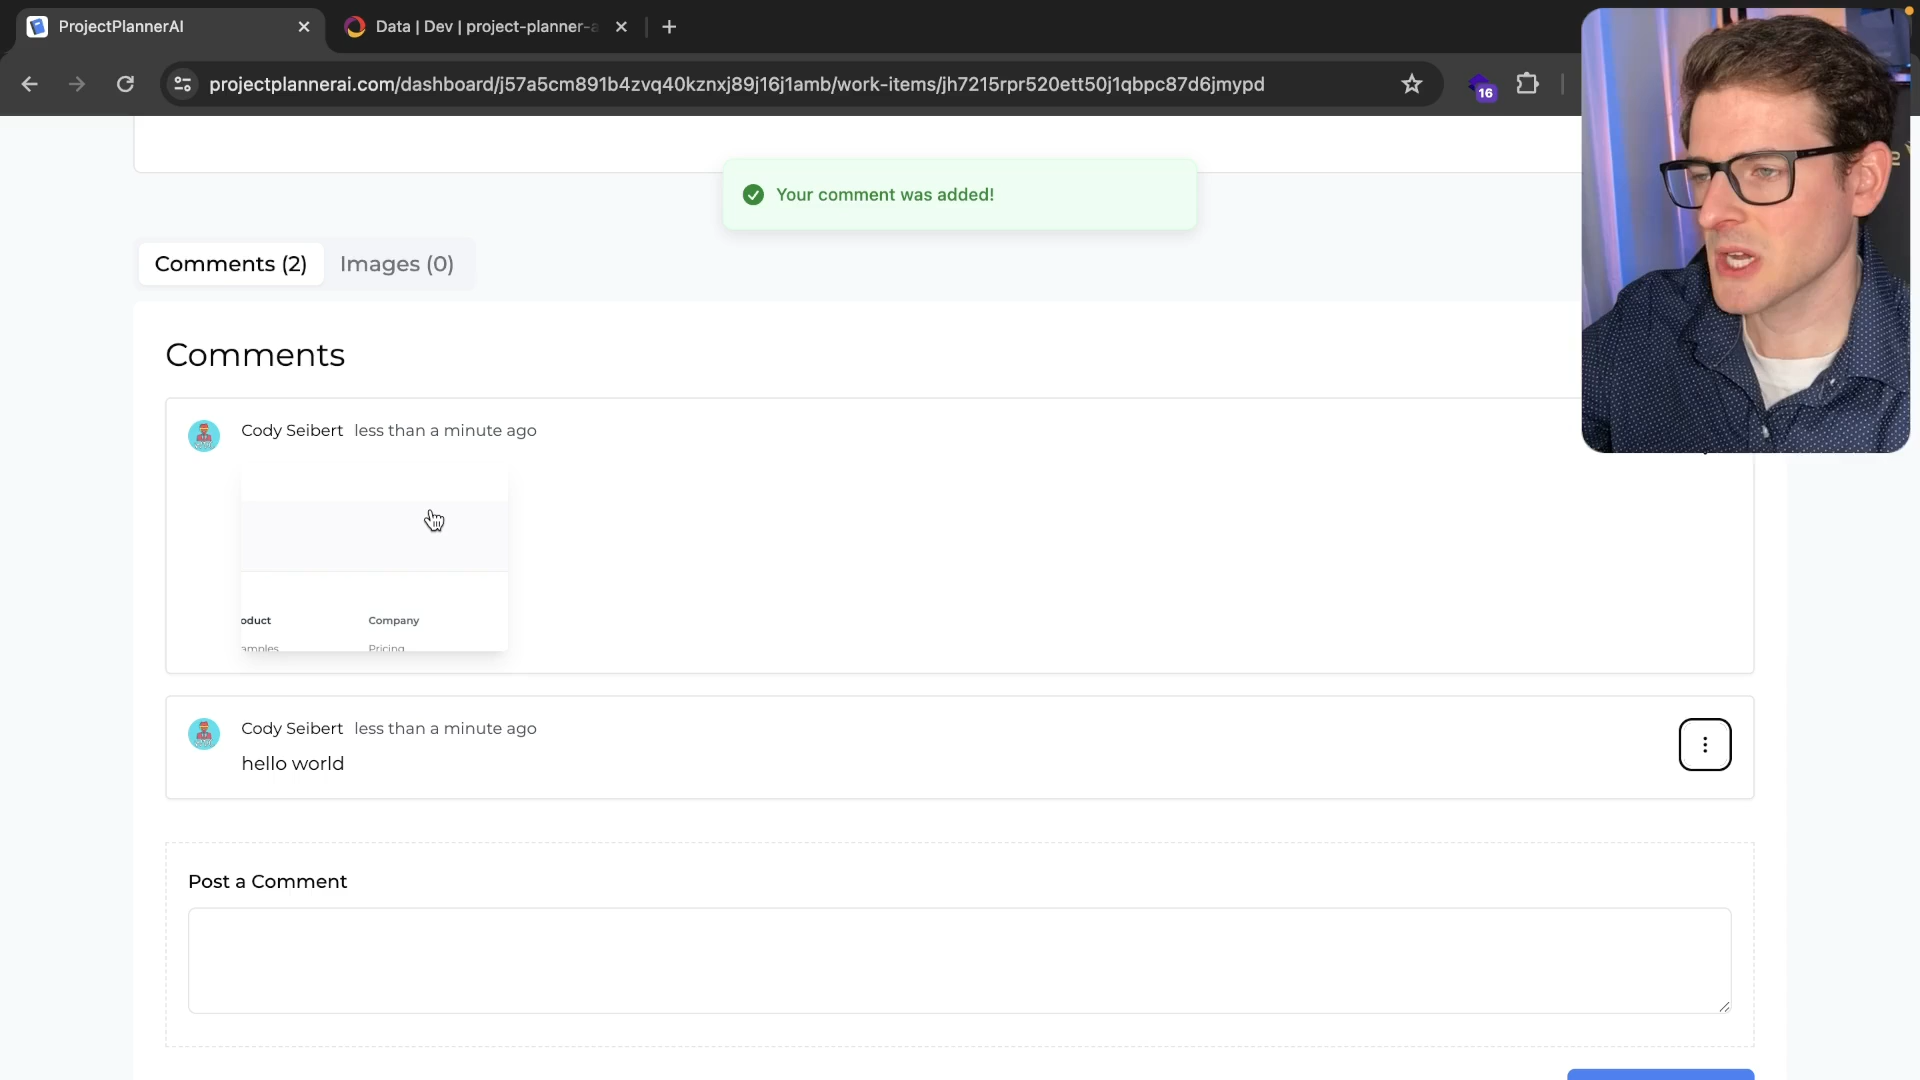 ProjectPlannerAI
Data | Dev | project-planner-a
projectplannerai.com/dashboard/j57a5cm891b4zvq40kznxj89j16j1amb/work-items/jh7215rpr520ett50j1qbpc87d6jmypd
16
Your comment was added!
Comments (2)
Images (0)
Comments
Cody Seibert less than a minute ago
oduct
Company
amples
Pricing
Cody Seibert less than a minute ago
hello world
Post a Comment